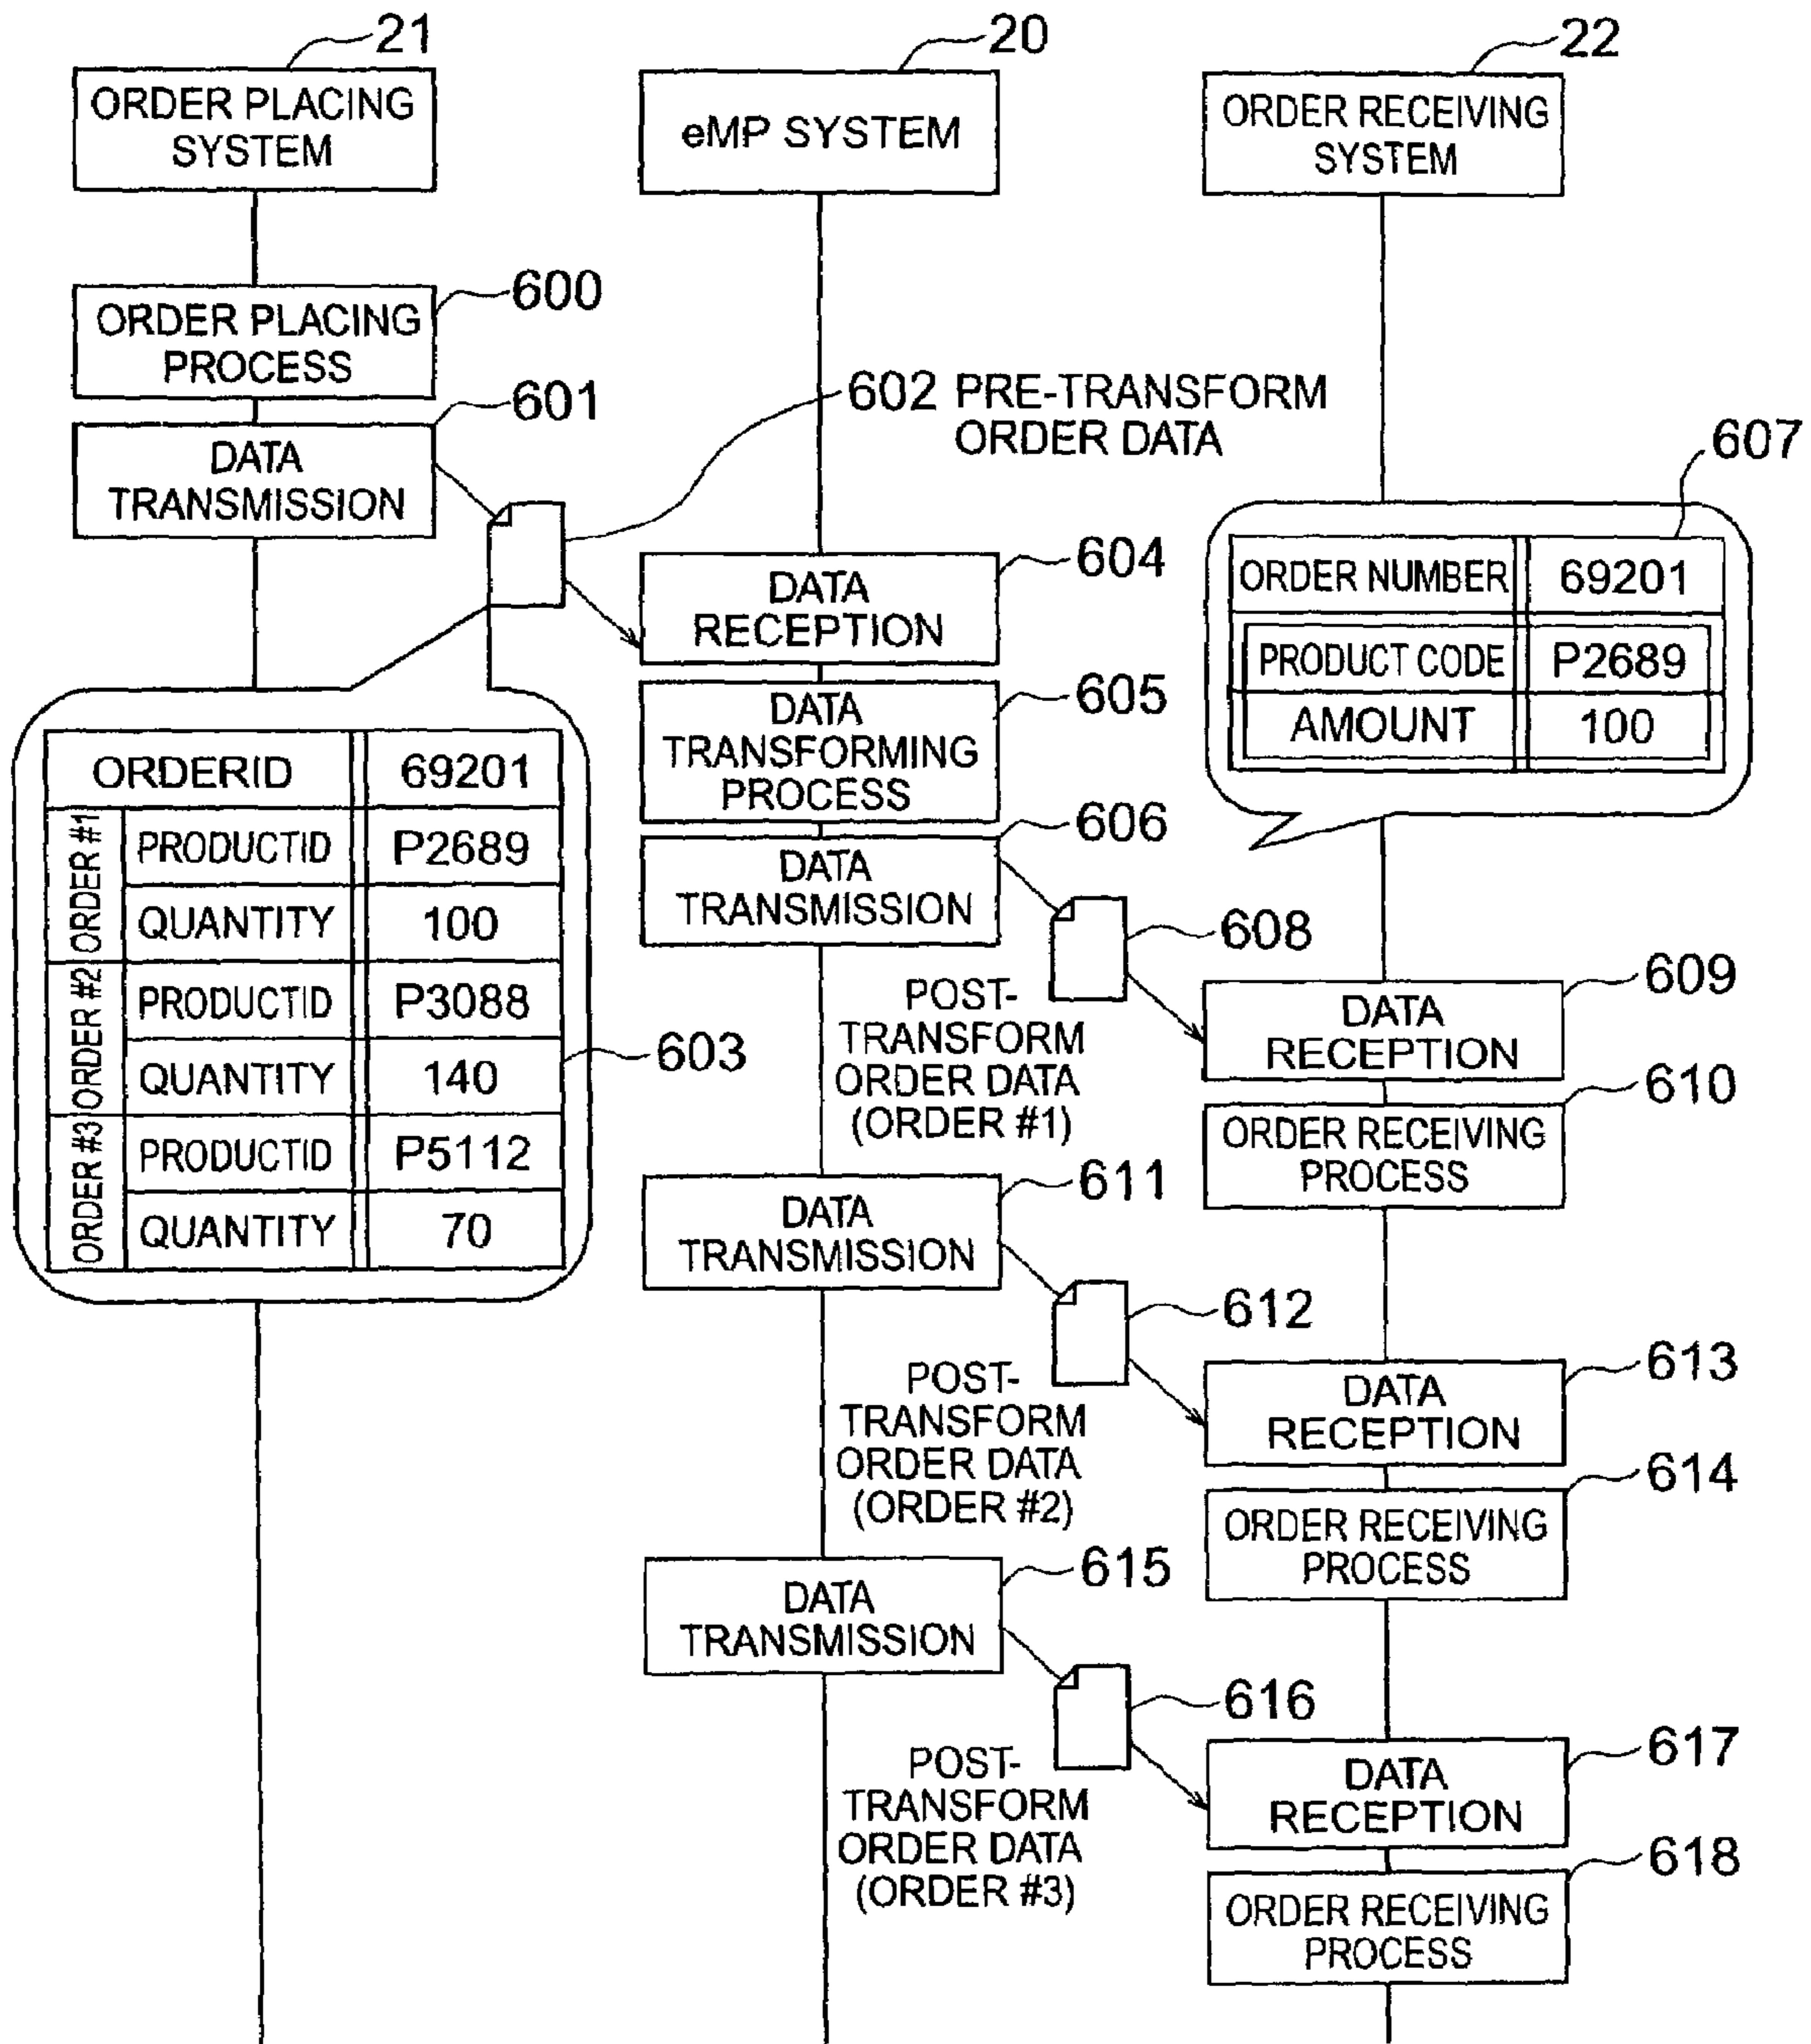 21
20
22
ORDER PLACING
SYSTEM
eMP SYSTEM
ORDER RECEIVING
SYSTEM
600
ORDER PLACING
PROCESS
601
DATA
TRANSMISSION
602 PRE-TRANSFORM
ORDER DATA
607
ORDER NUMBER 69201
PRODUCT CODE P2689
AMOUNT 100
604
DATA
RECEPTION
605
DATA
TRANSFORMING
PROCESS
606
DATA
TRANSMISSION
ORDERID 69201
ORDER #1
PRODUCTID P2689
QUANTITY 100
ORDER #2
PRODUCTID P3088
QUANTITY 140
ORDER #3
PRODUCTID P5112
QUANTITY 70
603
608
POST-
TRANSFORM
ORDER DATA
(ORDER #1)
609
DATA
RECEPTION
610
ORDER RECEIVING
PROCESS
611
DATA
TRANSMISSION
612
POST-
TRANSFORM
ORDER DATA
(ORDER #2)
613
DATA
RECEPTION
614
ORDER RECEIVING
PROCESS
615
DATA
TRANSMISSION
616
POST-
TRANSFORM
ORDER DATA
(ORDER #3)
617
DATA
RECEPTION
618
ORDER RECEIVING
PROCESS